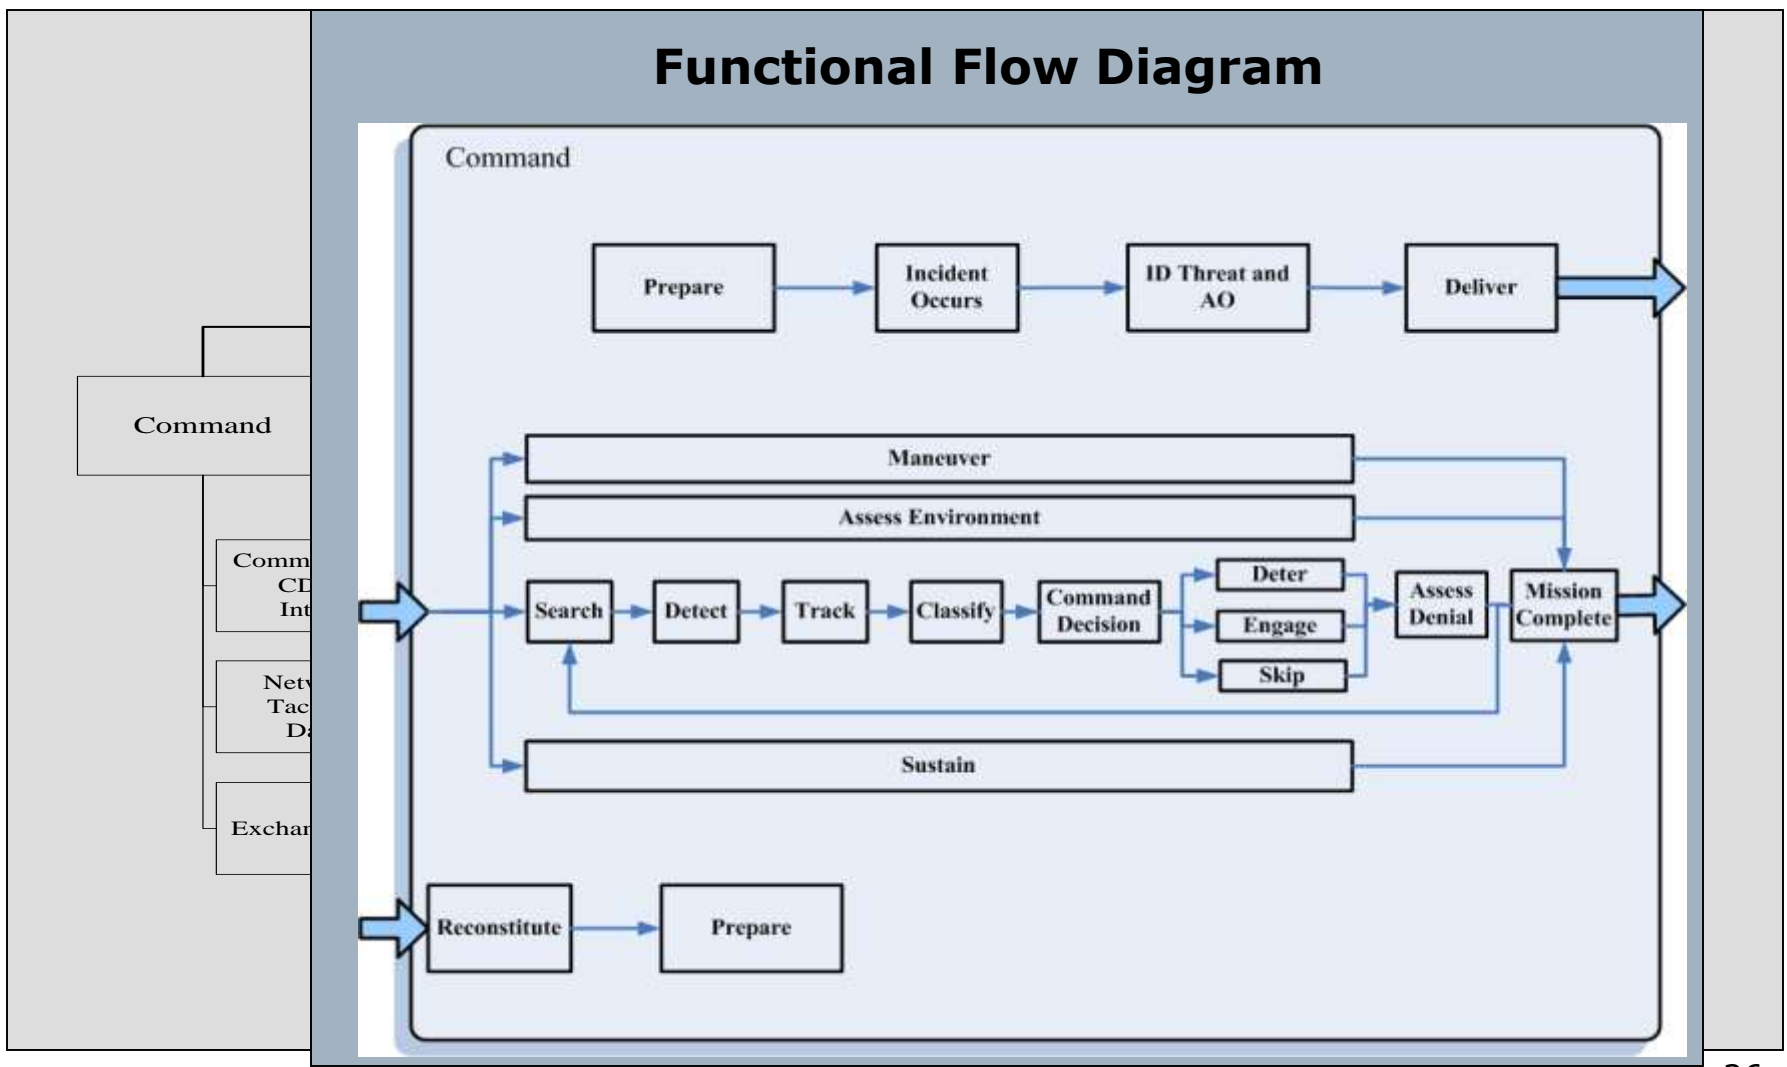 Functional Flow Diagram
Command
Prepare
Incident
Occurs
ID Threat and
AO
Deliver
Command
Maneuver
Assess Environment
Search
Detect
Track
Classify
Command
Decision
Deter
Engage
Skip
Assess
Denial
Mission
Complete
Sustain
Reconstitute
Prepare